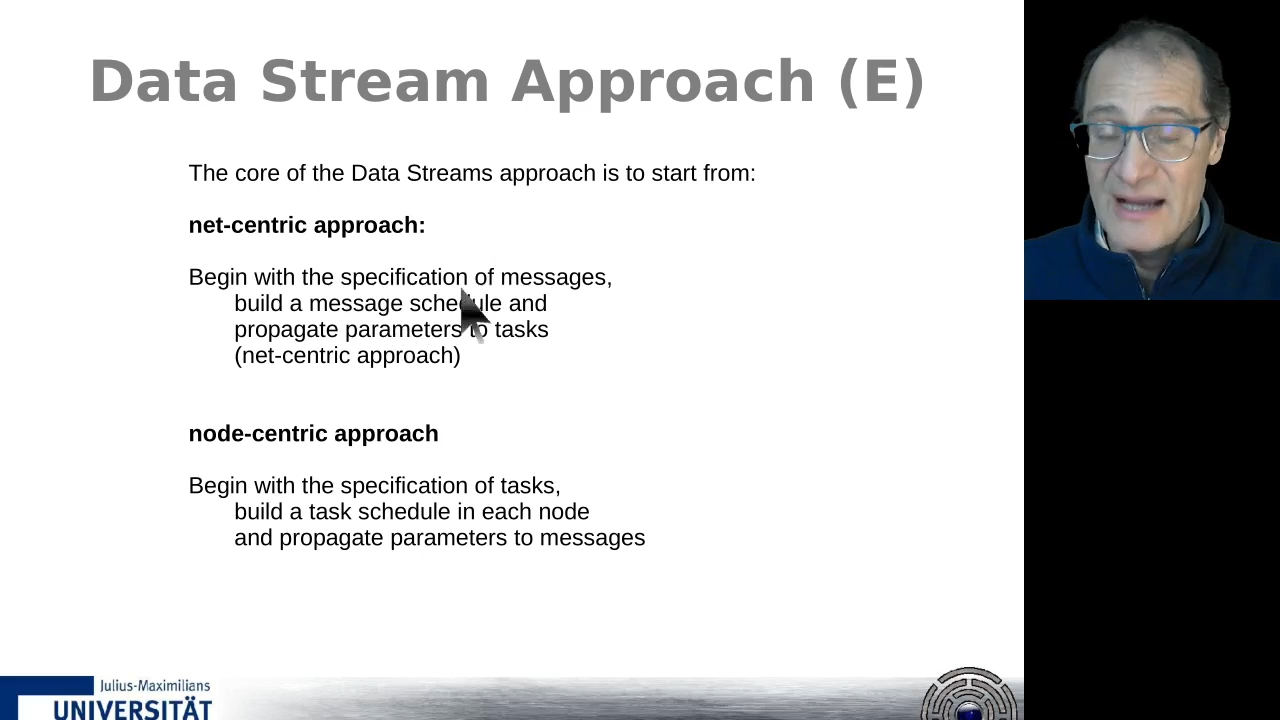 Data Stream Approach (E)
The core of the Data Streams approach is to start from:
net-centric approach:
Begin with the specification of messages,
build a message schedule and
propagate parameters to tasks
(net-centric approach)
node-centric approach
Begin with the specification of tasks,
build a task schedule in each node
and propagate parameters to messages
Julius-Maximilians
UNIVERSITÄT